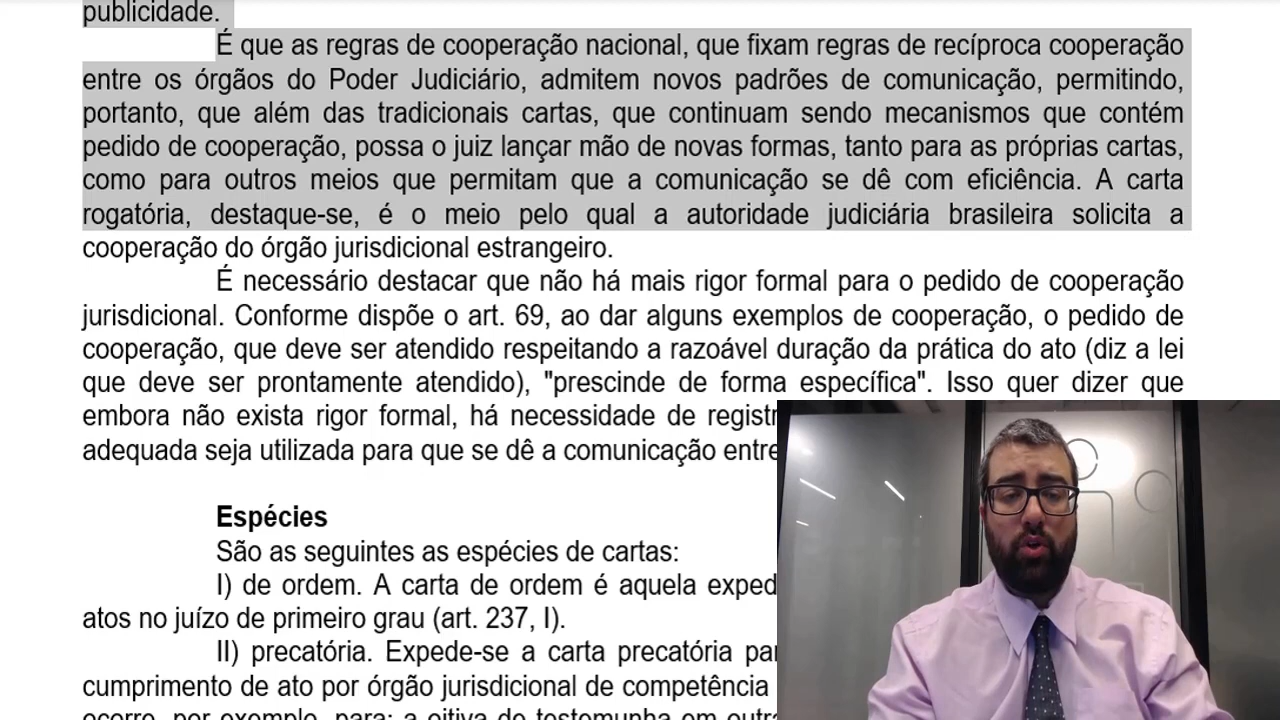 publicidade.
É que as regras de cooperação nacional, que fixam regras de recíproca cooperação
entre os órgãos do Poder Judiciário, admitem novos padrões de comunicação, permitindo,
portanto, que além das tradicionais cartas, que continuam sendo mecanismos que contém
pedido de cooperação, possa o juiz lançar mão de novas formas, tanto para as próprias cartas,
como para outros meios que permitam que a comunicação se dê com eficiência. A carta
rogatória, destaque-se, é o meio pelo qual a autoridade judiciária brasileira solicita a
cooperação do órgão jurisdicional estrangeiro.
É necessário destacar que não há mais rigor formal para o pedido de cooperação
jurisdicional. Conforme dispõe o art. 69, ao dar alguns exemplos de cooperação, o pedido de
cooperação, que deve ser atendido respeitando a razoável duração da prática do ato (diz a lei
que deve ser prontamente atendido), "prescinde de forma específica". Isso quer dizer que
embora não exista rigor formal, há necessidade de registr
adequada seja utilizada para que se dê a comunicação entre
Espécies
São as seguintes as espécies de cartas:
I) de ordem. A carta de ordem é aquela exped
atos no juízo de primeiro grau (art. 237, I).
II) precatória. Expede-se a carta precatória par
cumprimento de ato por órgão jurisdicional de competência
ocorre, por exemplo, para: a oitiva de testemunha em outra